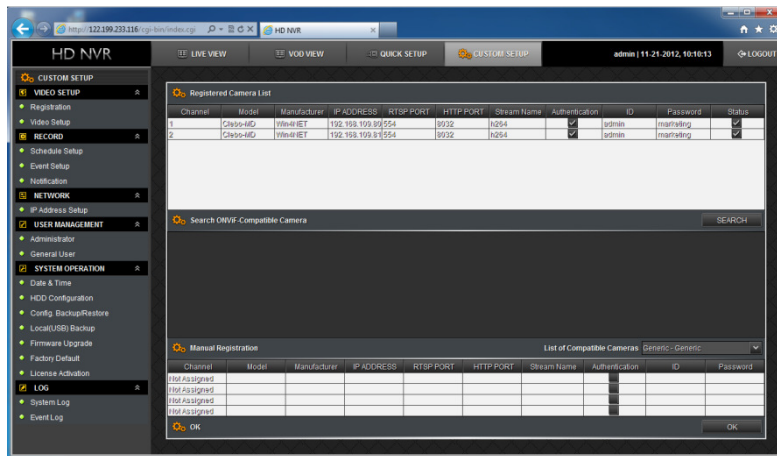 http://122.199.233.116/cgi-bin/index.cgi
HD NVR
HD NVR
LIVE VIEW
VOD VIEW
QUICK SETUP
CUSTOM SETUP
admin | 11-21-2012, 10:10:13
LOGOUT
CUSTOM SETUP
VIDEO SETUP
Registration
Video Setup
RECORD
Schedule Setup
Event Setup
Notification
NETWORK
IP Address Setup
USER MANAGEMENT
Administrator
General User
SYSTEM OPERATION
Date & Time
HDD Configuration
Config. Backup/Restore
Local(USB) Backup
Firmware Upgrade
Factory Default
License Activation
LOG
System Log
Event Log
Registered Camera List
Channel Model Manufacturer IP ADDRESS RTSP PORT HTTP PORT Stream Name Authentication ID Password Status
1 Win4NET 192.168.109.80 554 8032 h264 admin marketing
2 Win4NET 192.168.109.81 554 8032 h264 admin marketing
Search ONViF-Compatible Camera
SEARCH
Manual Registration
List of Compatible Cameras Generic - Generic
Channel Model Manufacturer IP ADDRESS RTSP PORT HTTP PORT Stream Name Authentication ID Password
Not Assigned
Not Assigned
Not Assigned
Not Assigned
OK
OK